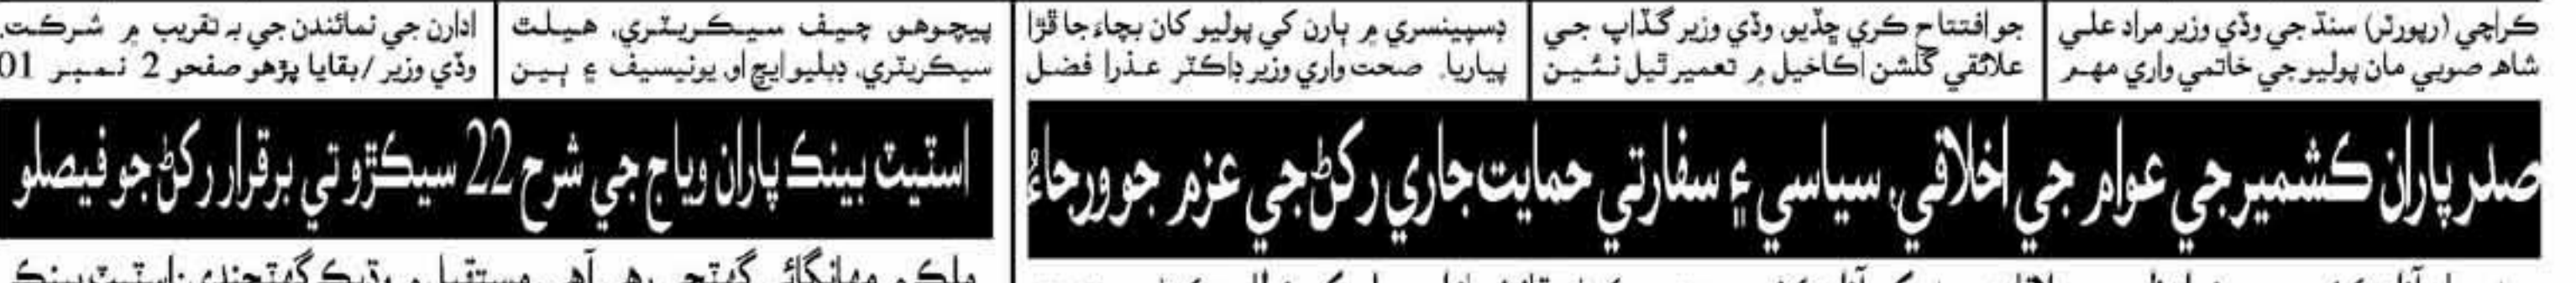 ڪراچي (رپورٽر) سنڌ جي وڏي وزير مراد علي
شاهه صوبي مان پوليو جي خاتمي واري مهم
جو افتتاح ڪري ڇڏيو. وڏي وزير گڏاپ جي
علائقي گلشن اڪاخيل ۾ تعمير ٿيل نئين
ڊسپينسري ۾ ٻارن کي پوليو کان بچاءَ جا ڦڙا
پياريا. صحت واري وزير ڊاڪٽر عذرا فضل
پيچوهو، چيف سيڪريٽري، هيلٿ
سيڪريٽري، ڊبليو ايڇ او، يونيسيف ۽ ٻين
ادارن جي نمائندن جي به تقريب ۾ شرڪت.
وڏي وزير /بقايا پڙهو صفحو 2 نمبر 01
صدر پاران ڪشمير جي عوام جي اخلاقي، سياسي ۽ سفارتي حمايت جاري رکڻ جي عزم جو ورجاءُ
اسٽيٽ بينڪ پاران وياج جي شرح 22 سيڪڙو تي برقرار رکڻ جو فيصلو